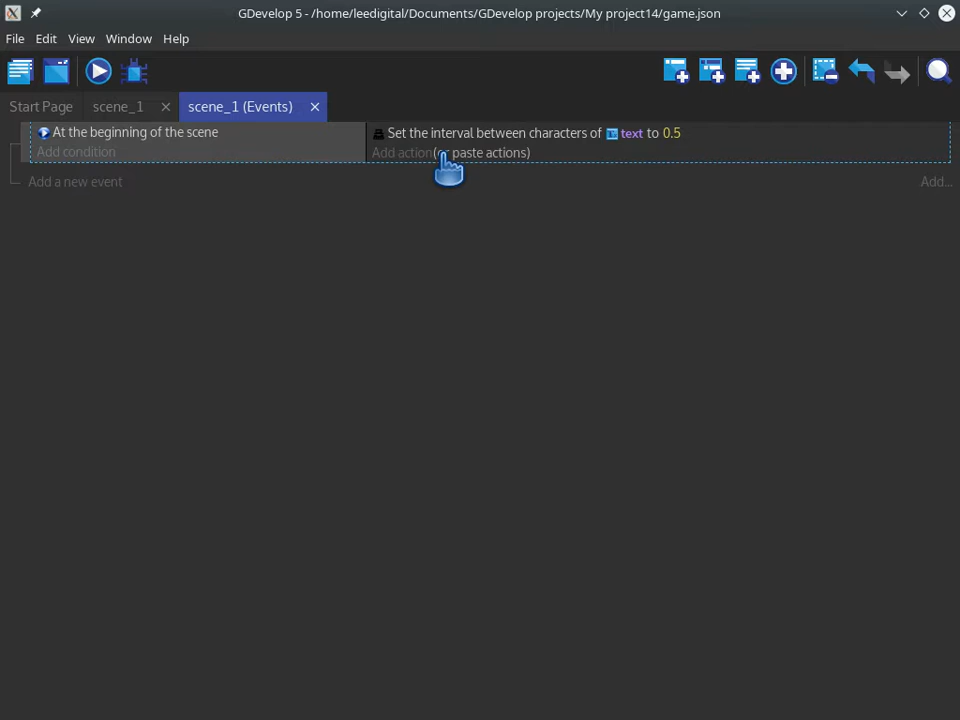 GDevelop 5 - /home/leedigital/Documents/GDevelop projects/My project14/game.json
File Edit View Window Help
Start Page scene_1 × scene_1 (Events) ×
At the beginning of the scene
Add condition
Set the interval between characters of text to 0.5
Add action (or paste actions)
Add a new event
Add...